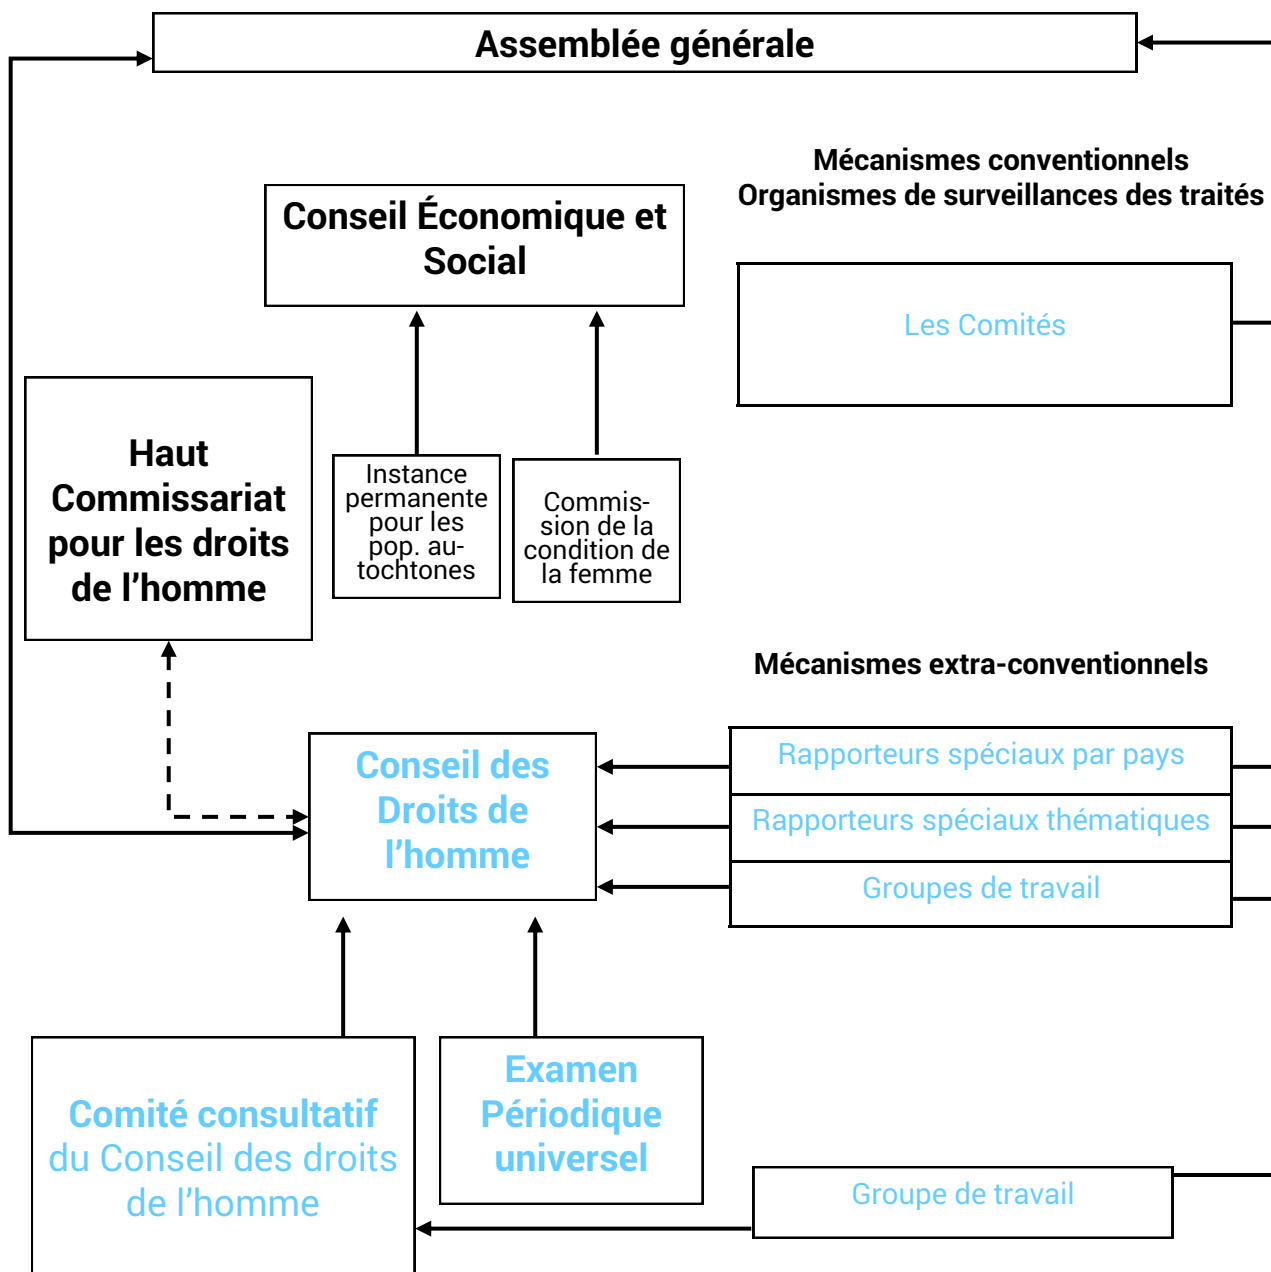 Assemblée générale
Mécanismes conventionnels
Organismes de surveillances des traités
Conseil Économique et
Social
Les Comités
Haut
Commissariat
pour les droits
de l’homme
Instance
permanente
pour les
pop. au-
tochtones
Commis-
sion de la
condition de
la femme
Mécanismes extra-conventionnels
Conseil des
Droits de
l’homme
Rapporteurs spéciaux par pays
Rapporteurs spéciaux thématiques
Groupes de travail
Comité consultatif
du Conseil des droits
de l’homme
Examen
Périodique
universel
Groupe de travail